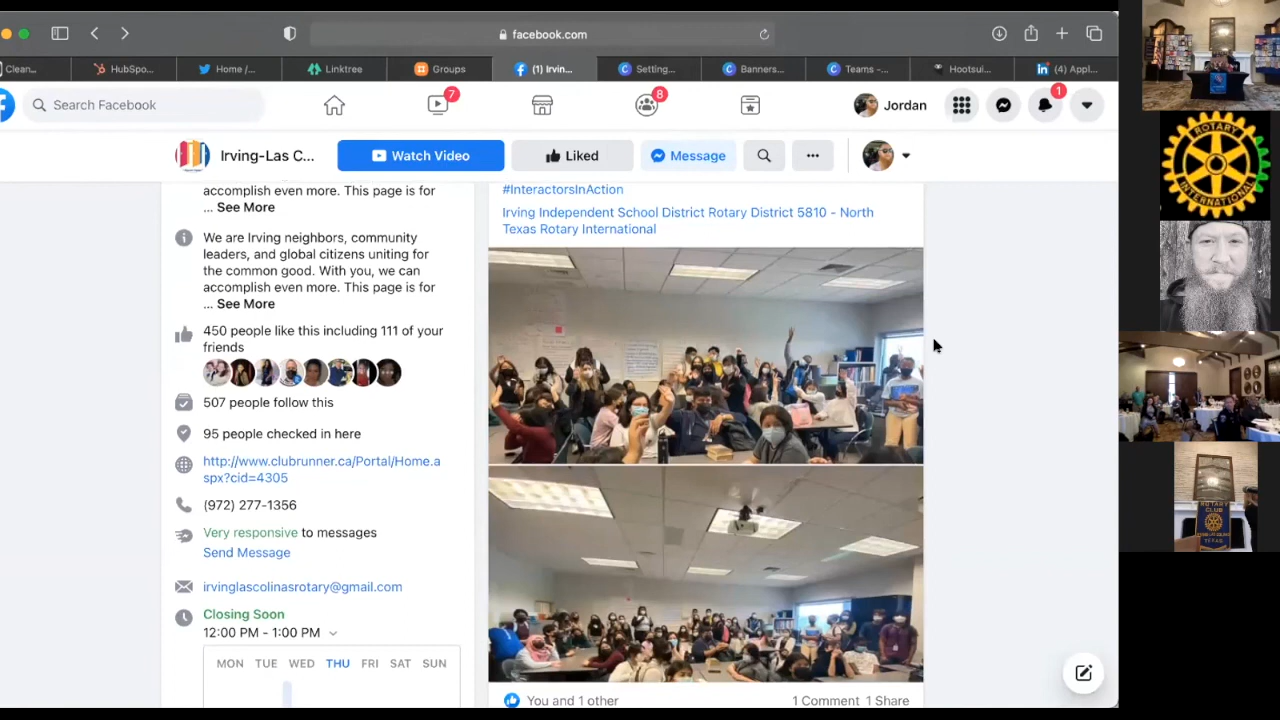 facebook.com
Clean...
HubSpo...
Home /...
Linktree
Groups
(1) Irvin...
Setting...
Banners...
Teams -...
Hootsui...
(4) Appl...
Search Facebook
7
8
Jordan
1
Irving-Las C...
Watch Video
Liked
Message
accomplish even more. This page is for
... See More
We are Irving neighbors, community
leaders, and global citizens uniting for
the common good. With you, we can
accomplish even more. This page is for
... See More
450 people like this including 111 of your
friends
507 people follow this
95 people checked in here
http://www.clubrunner.ca/Portal/Home.a
spx?cid=4305
(972) 277-1356
Very responsive to messages
Send Message
irvinglascolinasrotary@gmail.com
Closing Soon
12:00 PM - 1:00 PM
MON TUE WED THU FRI SAT SUN
#InteractorsInAction
Irving Independent School District Rotary District 5810 - North
Texas Rotary International
You and 1 other
1 Comment 1 Share
ROTARY
INTERNATIONAL
ROTARY
CLUB
TEXAS